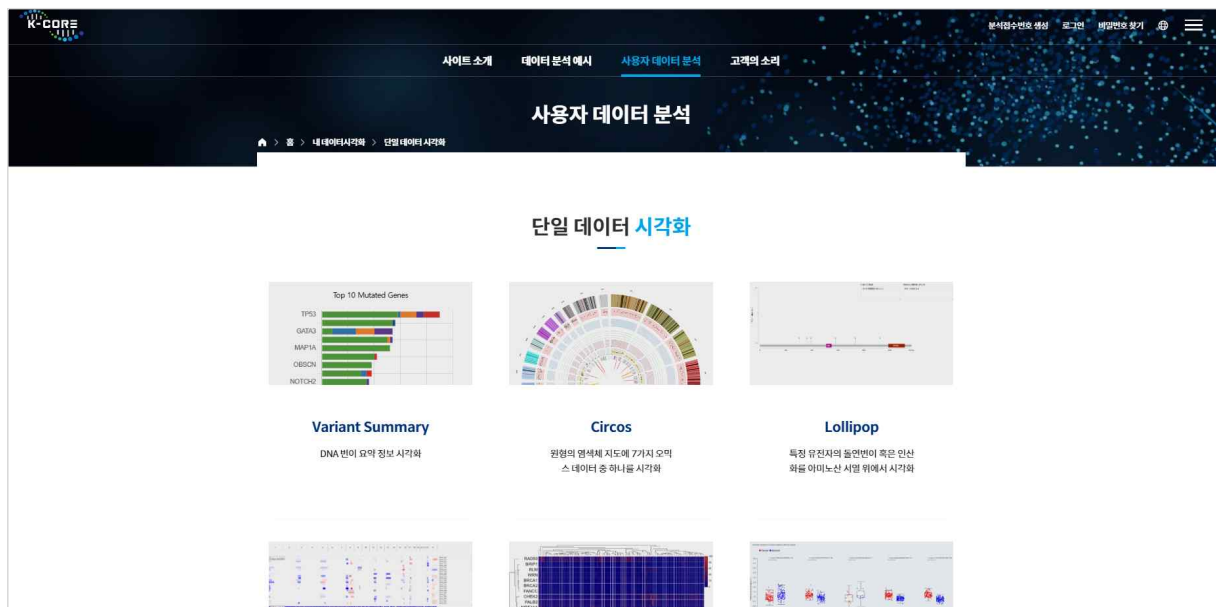 K-CORE
분석접수번호 생성 로그인 비밀번호 찾기
사이트 소개 데이터 분석 예시 사용자 데이터 분석 고객의 소리
사용자 데이터 분석
> 홈 > 내 데이터시각화 > 단일 데이터 시각화
단일 데이터 시각화
Top 10 Mutated Genes
TP53
GATA3
MAP1A
OBSCN
NOTCH2
Variant Summary
DNA 변이 요약 정보 시각화
Circos
원형의 염색체 지도에 7가지 오믹
스 데이터 중 하나를 시각화
Lollipop
특정 유전자의 돌연변이 혹은 인산
화를 아미노산 서열 위에서 시각화